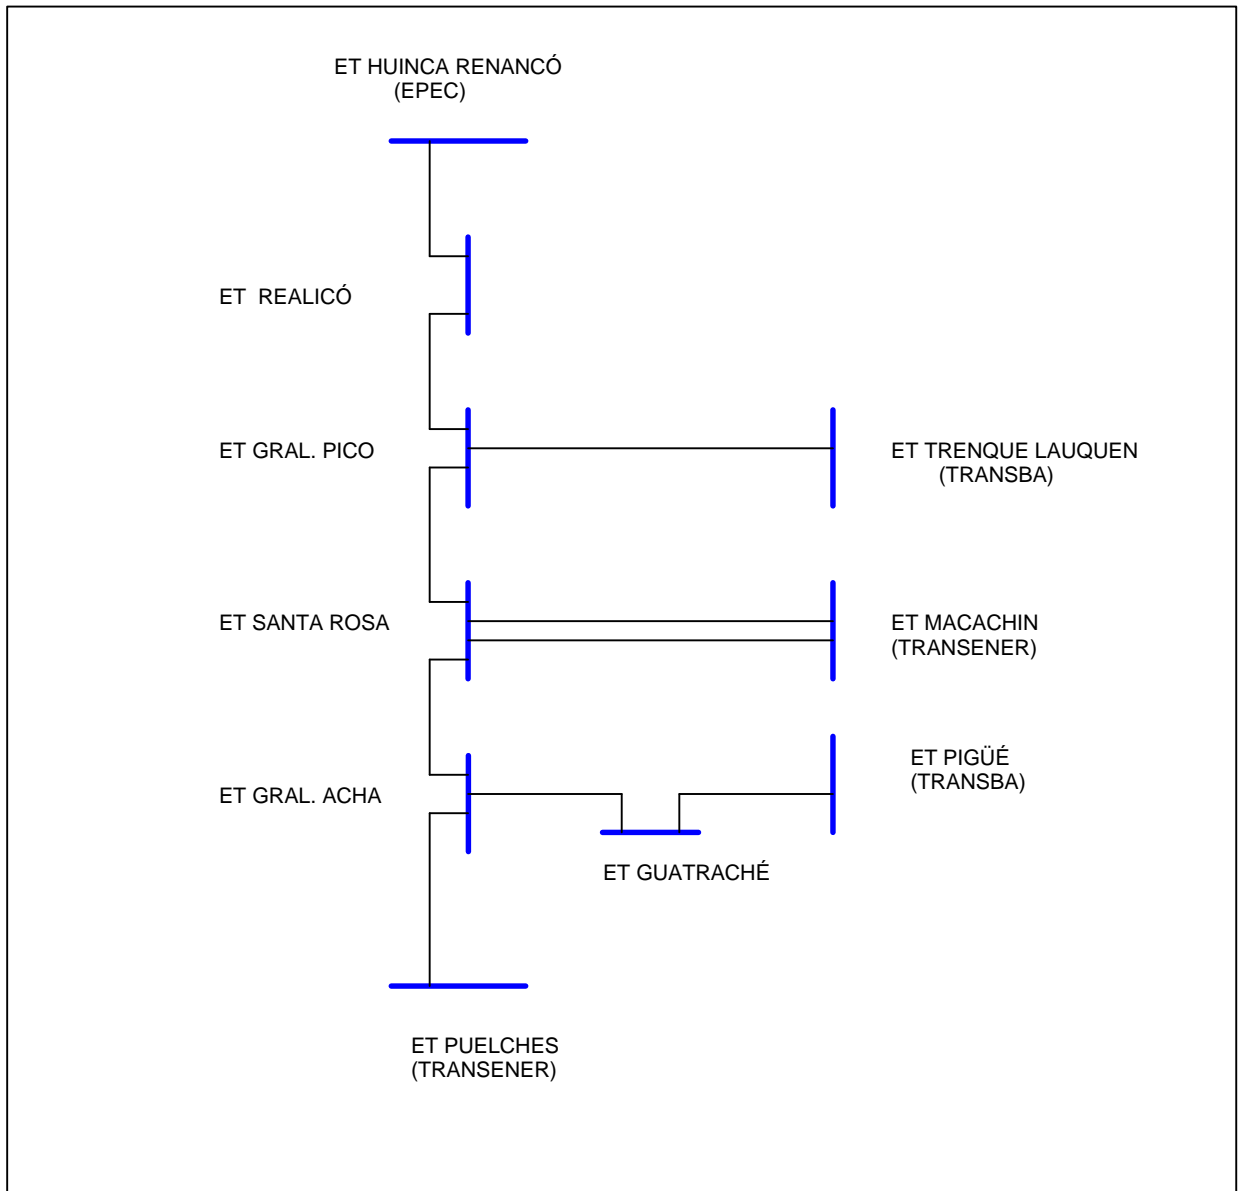 ET HUINCA RENANCÓ
(EPEC)
ET  REALICÓ
ET GRAL. PICO
ET TRENQUE LAUQUEN
(TRANSBA)
ET SANTA ROSA
ET MACACHIN
(TRANSENER)
ET GRAL. ACHA
ET PIGÜÉ
(TRANSBA)
ET GUATRACHÉ
ET PUELCHES
(TRANSENER)